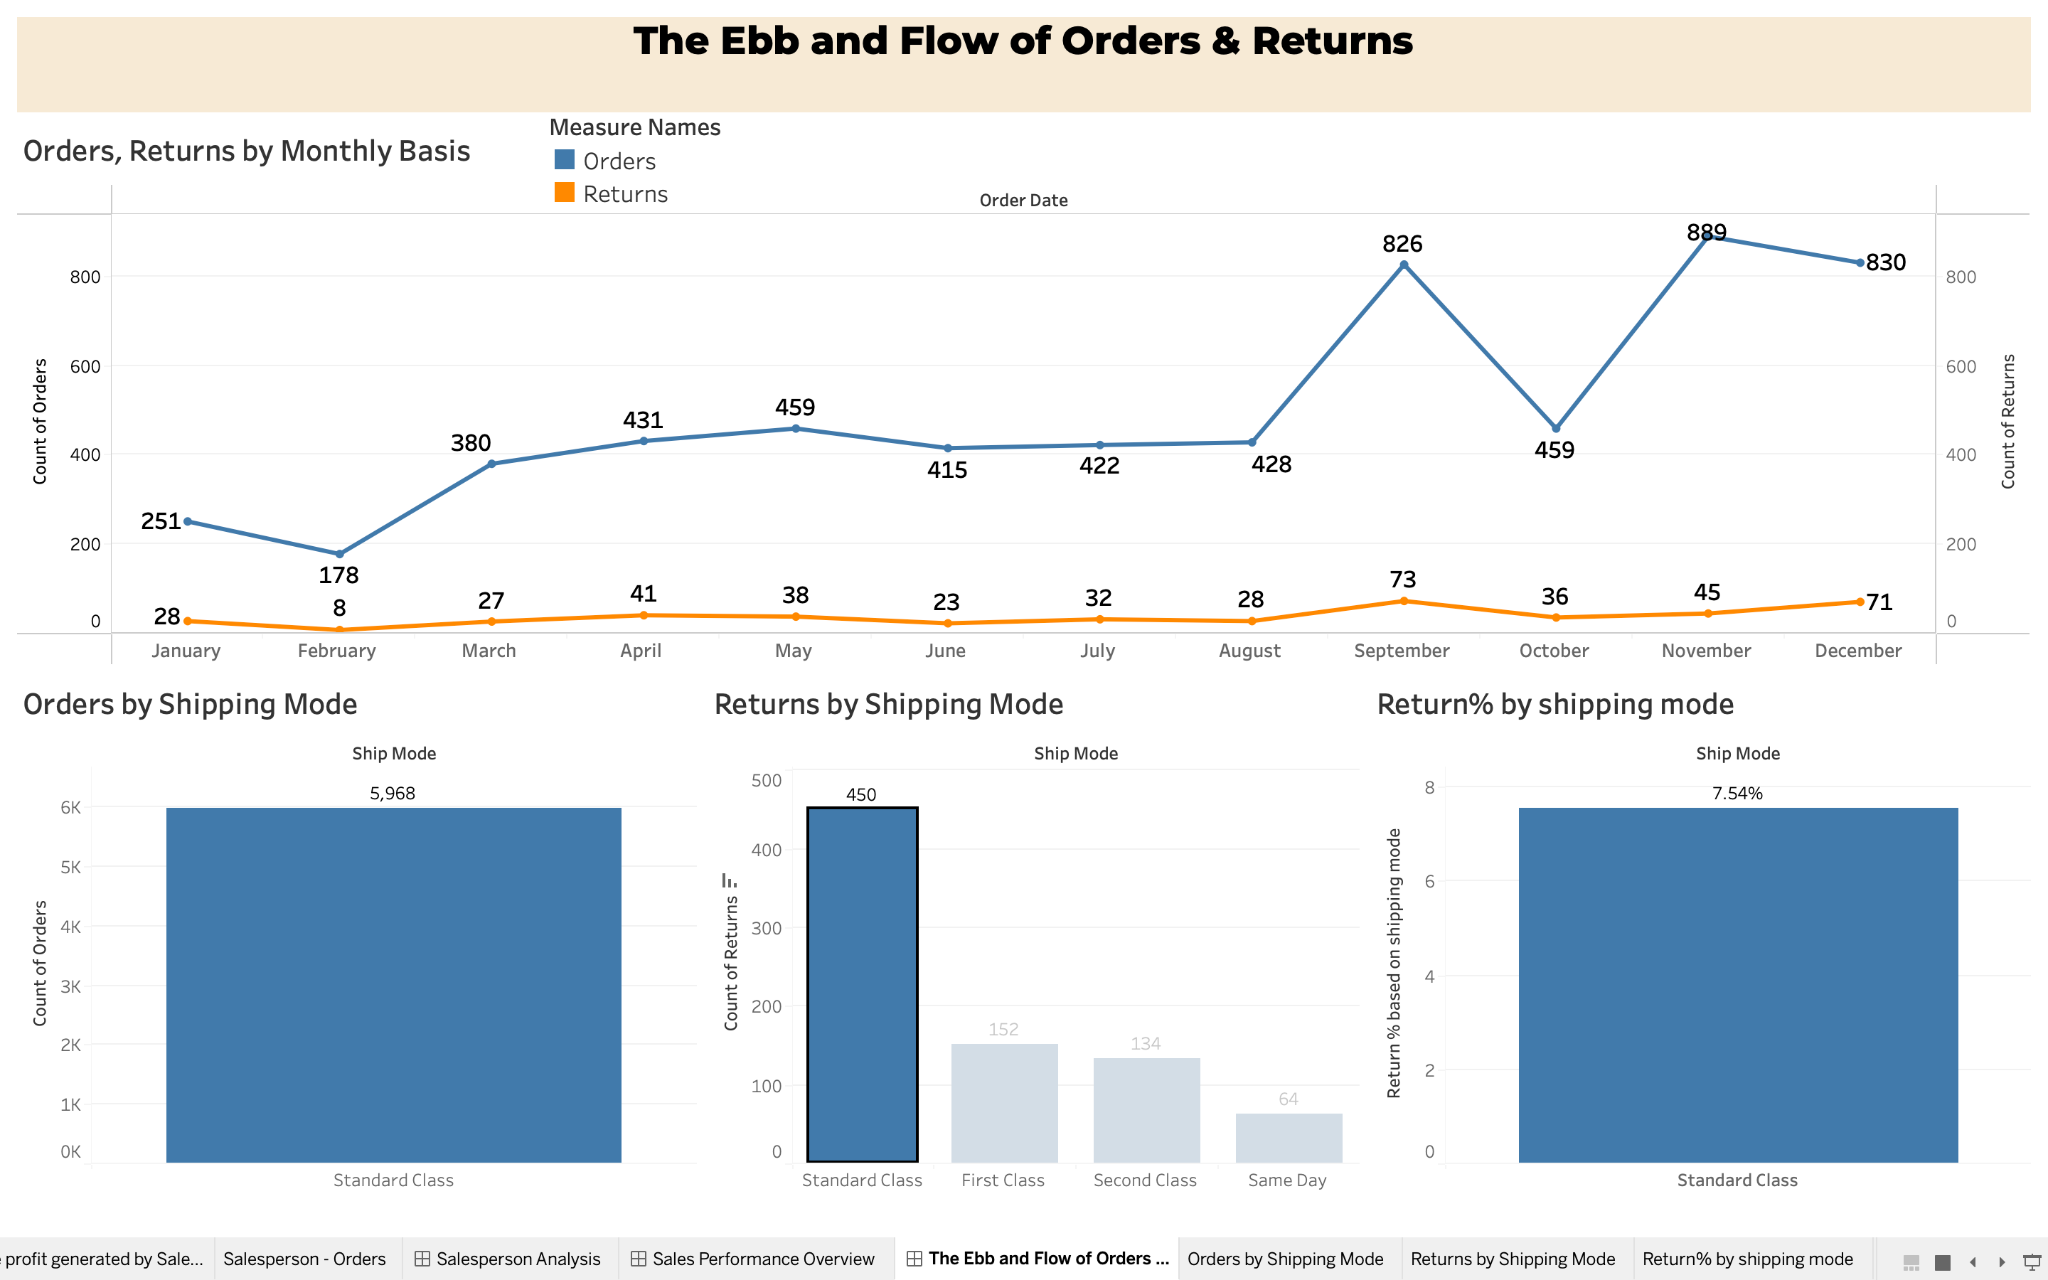 The Ebb and Flow of Orders & Returns
Orders, Returns by Monthly Basis
Measure Names
Orders
Returns
Order Date
Count of Orders
800
600
400
200
0
251
178
380
431
459
415
422
428
826
459
889
830
28
8
27
41
38
23
32
28
73
36
45
71
800
600
400
200
0
Count of Returns
January February March April May June July August September October November December
Orders by Shipping Mode
Ship Mode
Count of Orders
6K
5K
4K
3K
2K
1K
0K
5,968
Standard Class
Returns by Shipping Mode
Ship Mode
Count of Returns
500
400
300
200
100
0
450
152
134
64
Standard Class First Class Second Class Same Day
Return% by shipping mode
Ship Mode
Return % based on shipping mode
8
6
4
2
0
7.54%
Standard Class
profit generated by Sale... Salesperson - Orders Salesperson Analysis Sales Performance Overview The Ebb and Flow of Orders ... Orders by Shipping Mode Returns by Shipping Mode Return% by shipping mode